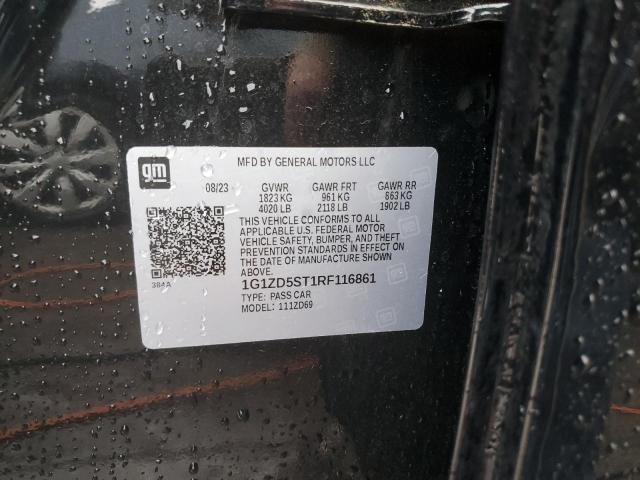 gm
MFD BY GENERAL MOTORS LLC
08/23 GVWR GAWR FRT GAWR RR
1823 KG 961 KG 863 KG
4020 LB 2118 LB 1902 LB
THIS VEHICLE CONFORMS TO ALL
APPLICABLE U.S. FEDERAL MOTOR
VEHICLE SAFETY, BUMPER, AND THEFT
PREVENTION STANDARDS IN EFFECT ON
THE DATE OF MANUFACTURE SHOWN
ABOVE.
384A
1G1ZD5ST1RF116861
TYPE: PASS CAR
MODEL: 111ZD69